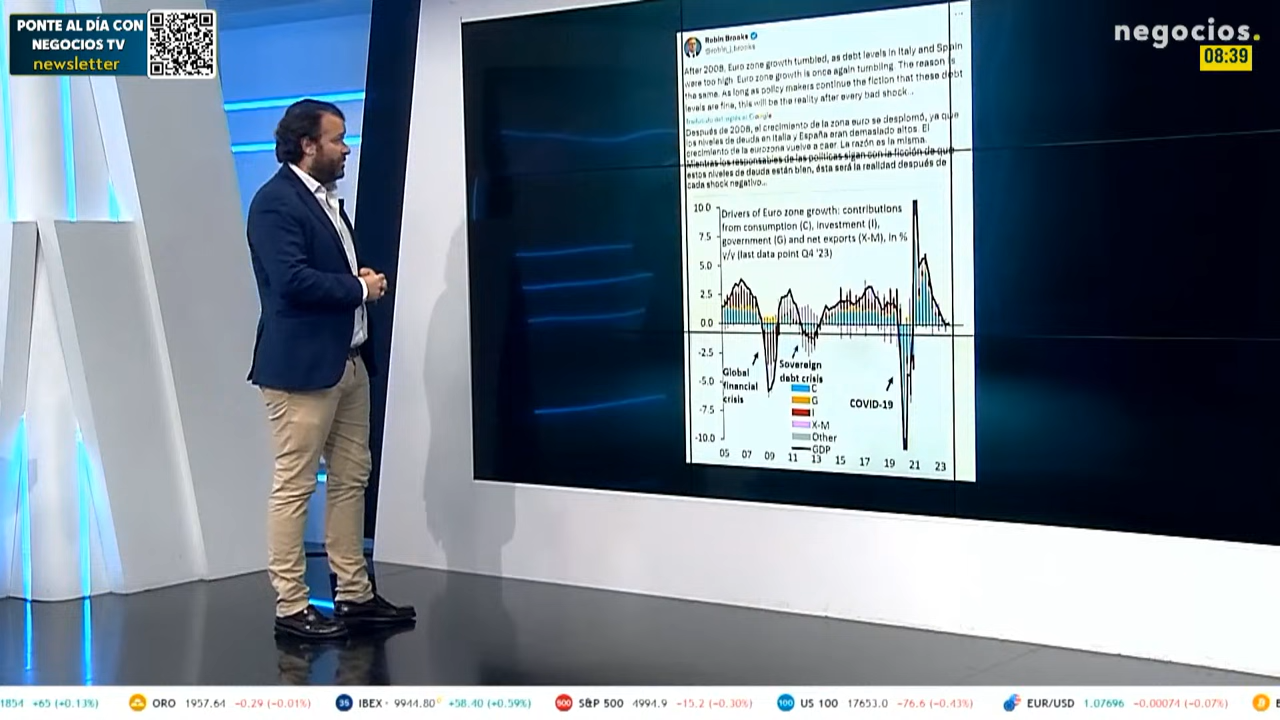 PONTE AL DÍA CON
NEGOCIOS TV
newsletter
negocios.
08:39
Robin Brooks
@robin_j_brooks
After 2008, Euro zone growth tumbled, as debt levels in Italy and Spain
were too high. Euro zone growth is once again tumbling. The reason is
the same. As long as policy makers continue the fiction that these debt
levels are fine, this will be the reality after every bad shock...
Traducido del inglés por Google
Después de 2008, el crecimiento de la zona euro se desplomó, ya que
los niveles de deuda en Italia y España eran demasiado altos. El
crecimiento de la eurozona vuelve a caer. La razón es la misma.
Mientras los responsables de las políticas sigan con la ficción de que
estos niveles de deuda están bien, ésta será la realidad después de
cada shock negativo...
Drivers of Euro zone growth: contributions
from consumption (C), investment (I),
government (G) and net exports (X-M), in %
y/y (last data point Q4 '23)
10.0
7.5
5.0
2.5
0.0
-2.5
-5.0
-7.5
-10.0
Global
financial
crisis
Sovereign
debt crisis
COVID-19
C
G
I
X-M
Other
GDP
05 07 09 11 13 15 17 19 21 23
1854 +65 (+0.13%) ORO 1957.64 -0.29 (-0.01%) 35 IBEX 9944.80 +58.40 (+0.59%) 500 S&P 500 4994.9 -15.2 (-0.30%) 100 US 100 17653.0 -76.6 (-0.43%) EUR/USD 1.07696 -0.00074 (-0.07%)